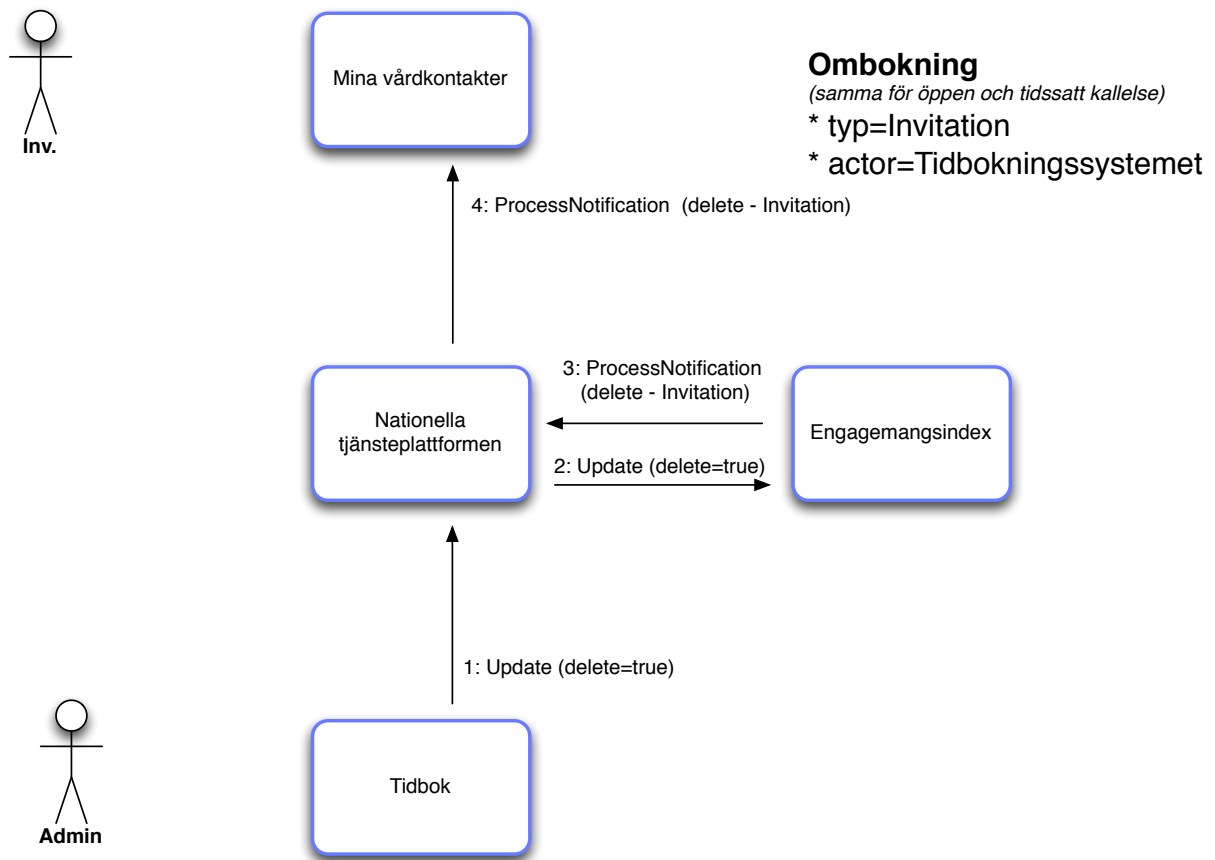 Mina vårdkontakter
Ombokning
(samma för öppen och tidssatt kallelse)
* typ=Invitation
* actor=Tidbokningssystemet
Inv.
4: ProcessNotification (delete - Invitation)
3: ProcessNotification
(delete - Invitation)
Nationella
tjänsteplattformen
Engagemangsindex
2: Update (delete=true)
1: Update (delete=true)
Tidbok
Admin